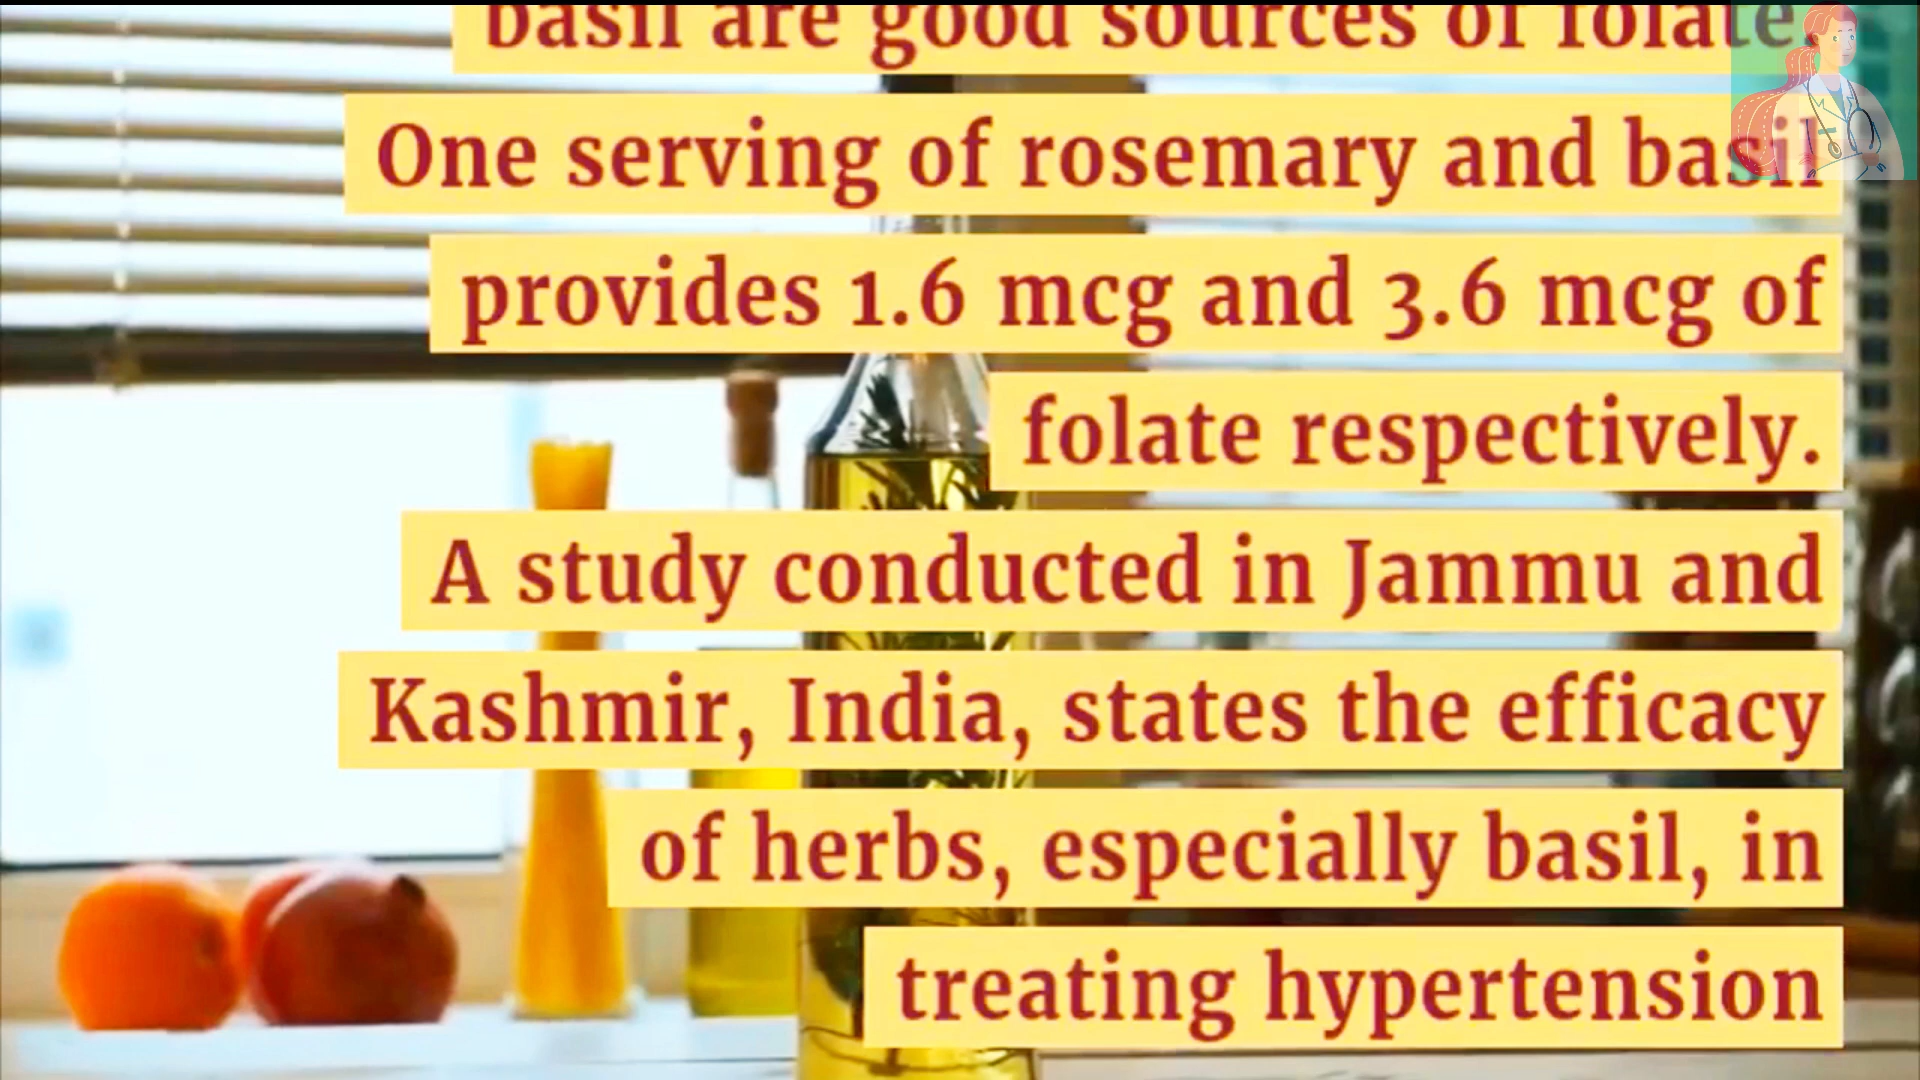 basil are good sources of folate.
One serving of rosemary and basil
provides 1.6 mcg and 3.6 mcg of
folate respectively.
A study conducted in Jammu and
Kashmir, India, states the efficacy
of herbs, especially basil, in
treating hypertension